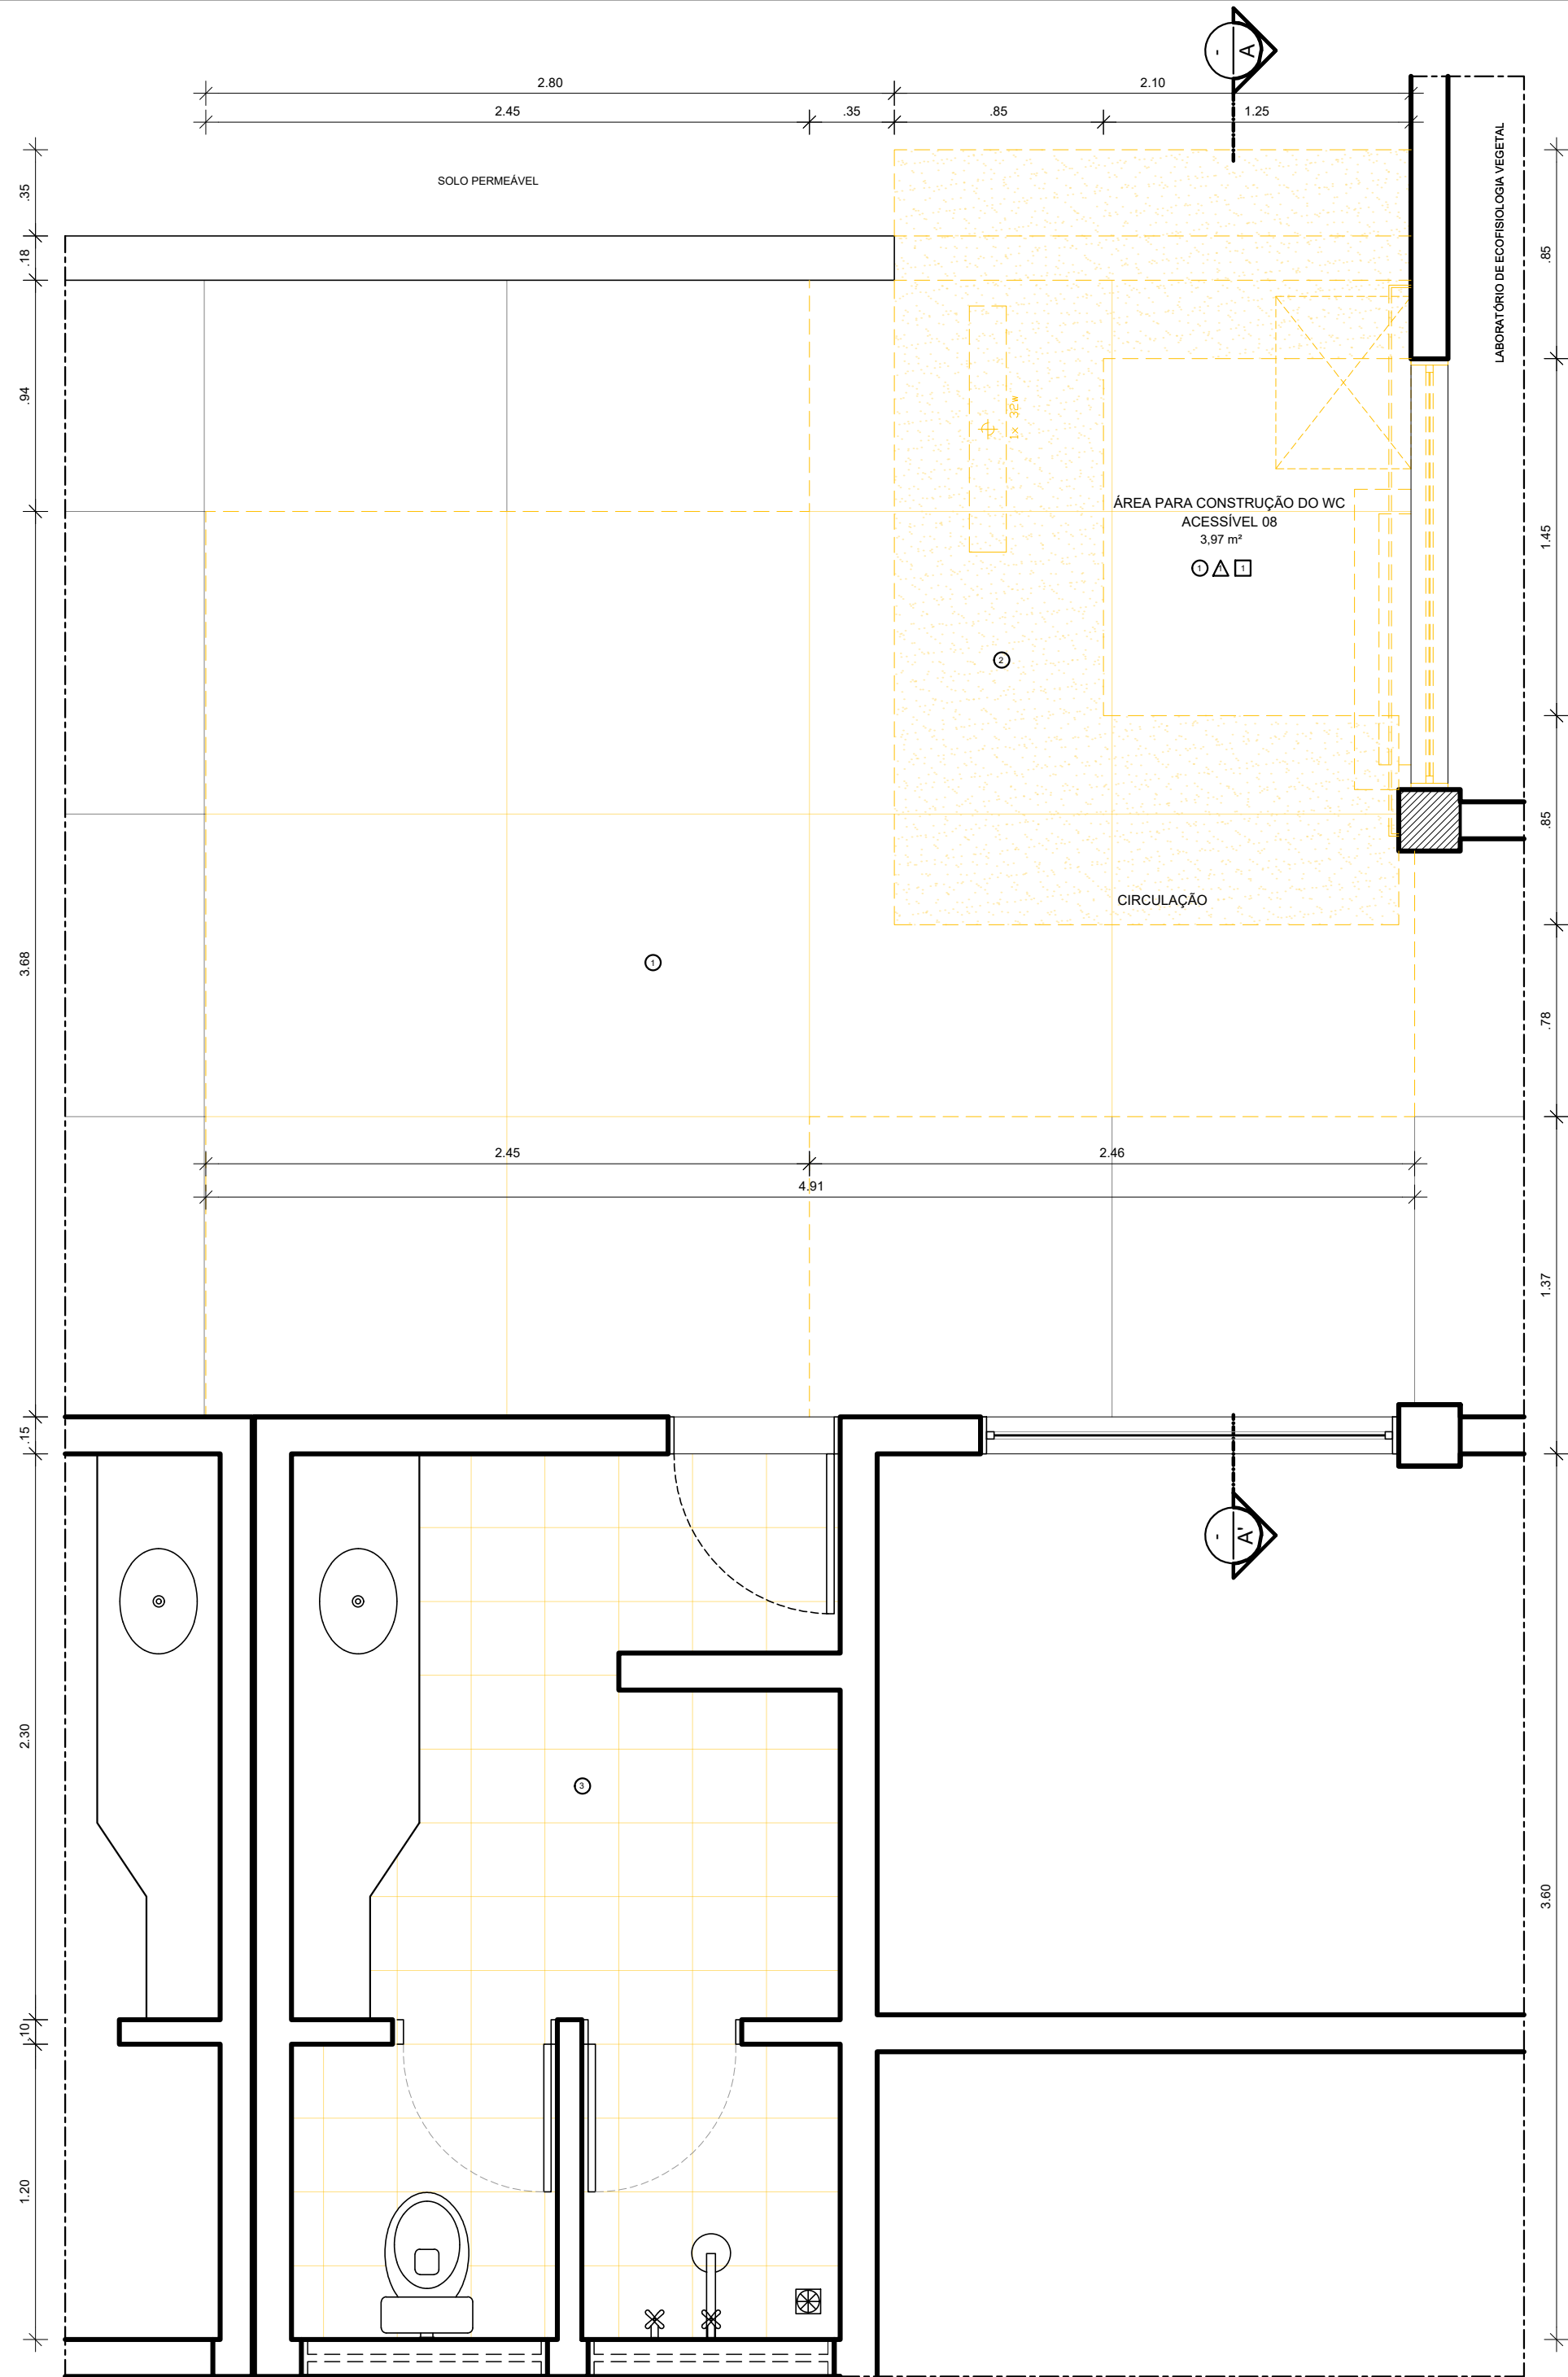 -
A
2.80
2.10
2.45
.35
.85
1.25
SOLO PERMEÁVEL
LABORATÓRIO DE ECOFISIOLOGIA VEGETAL
.35
.18
.85
.94
1x 32w
ÁREA PARA CONSTRUÇÃO DO WC
ACESSÍVEL 08
3,97 m²
1 1 1
1.45
2
.85
CIRCULAÇÃO
3.68
1
.78
2.45
2.46
4.91
1.37
.15
-
A'
2.30
3
3.60
.10
1.20